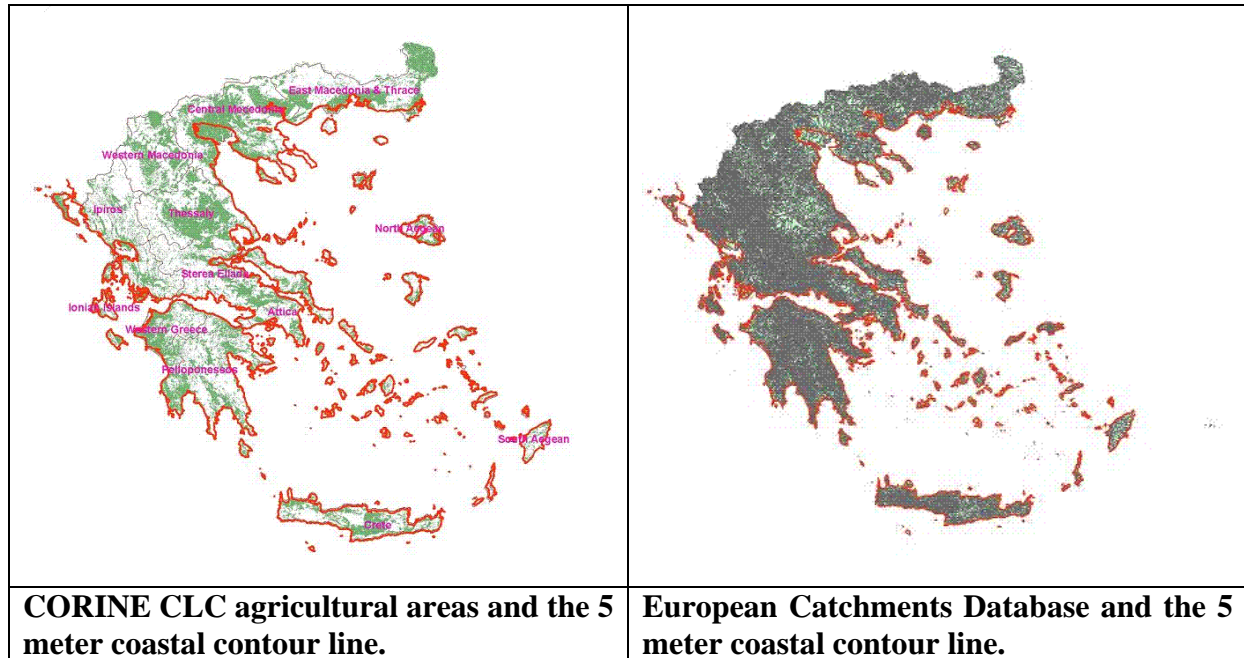 East Macedonia & Thrace
Central Mecedonia
Western Macedonia
Ipiros
Thessaly
North Aegean
Sterea Ellada
Ionian Islands
Attica
Western Greece
Pelloponessos
South Aegean
Crete
CORINE CLC agricultural areas and the 5
meter coastal contour line.
European Catchments Database and the 5
meter coastal contour line.